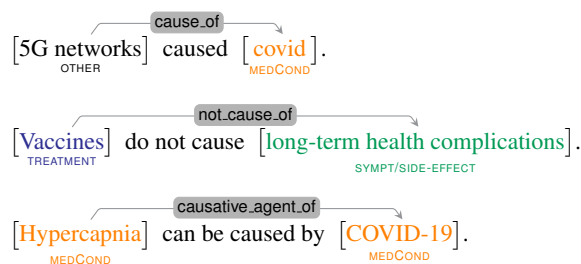 cause_of
[5G networks] caused [covid].
OTHER MEDCOND
not_cause_of
[Vaccines] do not cause [long-term health complications].
TREATMENT SYMPT/SIDE-EFFECT
causative_agent_of
[Hypercapnia] can be caused by [COVID-19].
MEDCOND MEDCOND